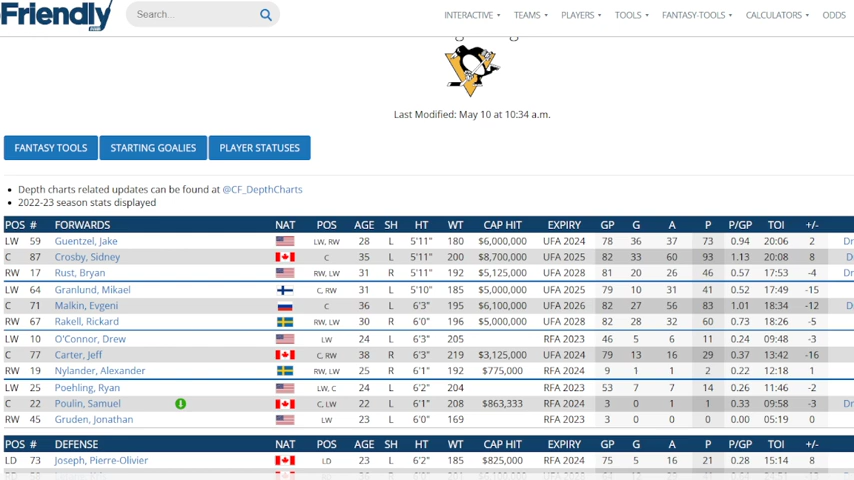 Friendly Search... INTERACTIVE TEAMS PLAYERS TOOLS FANTASY-TOOLS CALCULATORS ODDS
Last Modified: May 10 at 10:34 a.m.
FANTASY TOOLS STARTING GOALIES PLAYER STATUSES
• Depth charts related updates can be found at @CF_DepthCharts
• 2022-23 season stats displayed
POS # FORWARDS NAT POS AGE SH HT WT CAP HIT EXPIRY GP G A P P/GP TOI +/-
LW 59 Guentzel, Jake LW, RW 28 L 5'11" 180 $6,000,000 UFA 2024 78 36 37 73 0.94 20:06 2
C 87 Crosby, Sidney C 35 L 5'11" 200 $8,700,000 UFA 2025 82 33 60 93 1.13 20:08 8
RW 17 Rust, Bryan RW, LW 31 R 5'11" 192 $5,125,000 UFA 2028 81 20 26 46 0.57 17:53 -4
LW 64 Granlund, Mikael C, RW 31 L 5'10" 185 $5,000,000 UFA 2025 79 10 31 41 0.52 17:49 -15
C 71 Malkin, Evgeni C 36 L 6'3" 195 $6,100,000 UFA 2026 82 27 56 83 1.01 18:34 -12
RW 67 Rakell, Rickard RW, LW 30 R 6'0" 192 $5,000,000 UFA 2028 82 28 32 60 0.73 18:26 -5
LW 10 O'Connor, Drew LW 24 L 6'3" 205 RFA 2023 46 5 6 11 0.24 09:48 -3
C 77 Carter, Jeff C, RW 38 R 6'3" 219 $3,125,000 UFA 2024 79 13 16 29 0.37 13:42 -16
RW 19 Nylander, Alexander RW, LW 25 R 6'1" 192 $775,000 RFA 2024 9 1 1 2 0.22 12:18 1
LW 25 Poehling, Ryan LW, C 24 L 6'2" 204 RFA 2023 53 7 7 14 0.26 11:46 -2
C 22 Poulin, Samuel C, LW 22 L 6'1" 208 $863,333 RFA 2024 3 0 1 1 0.33 09:58 -3
RW 45 Gruden, Jonathan LW 23 L 6'0" 169 RFA 2023 3 0 0 0 0.00 05:19 0
POS # DEFENSE NAT POS AGE SH HT WT CAP HIT EXPIRY GP G A P P/GP TOI +/-
LD 73 Joseph, Pierre-Olivier LD 23 L 6'2" 185 $825,000 RFA 2024 75 5 16 21 0.28 15:14 8